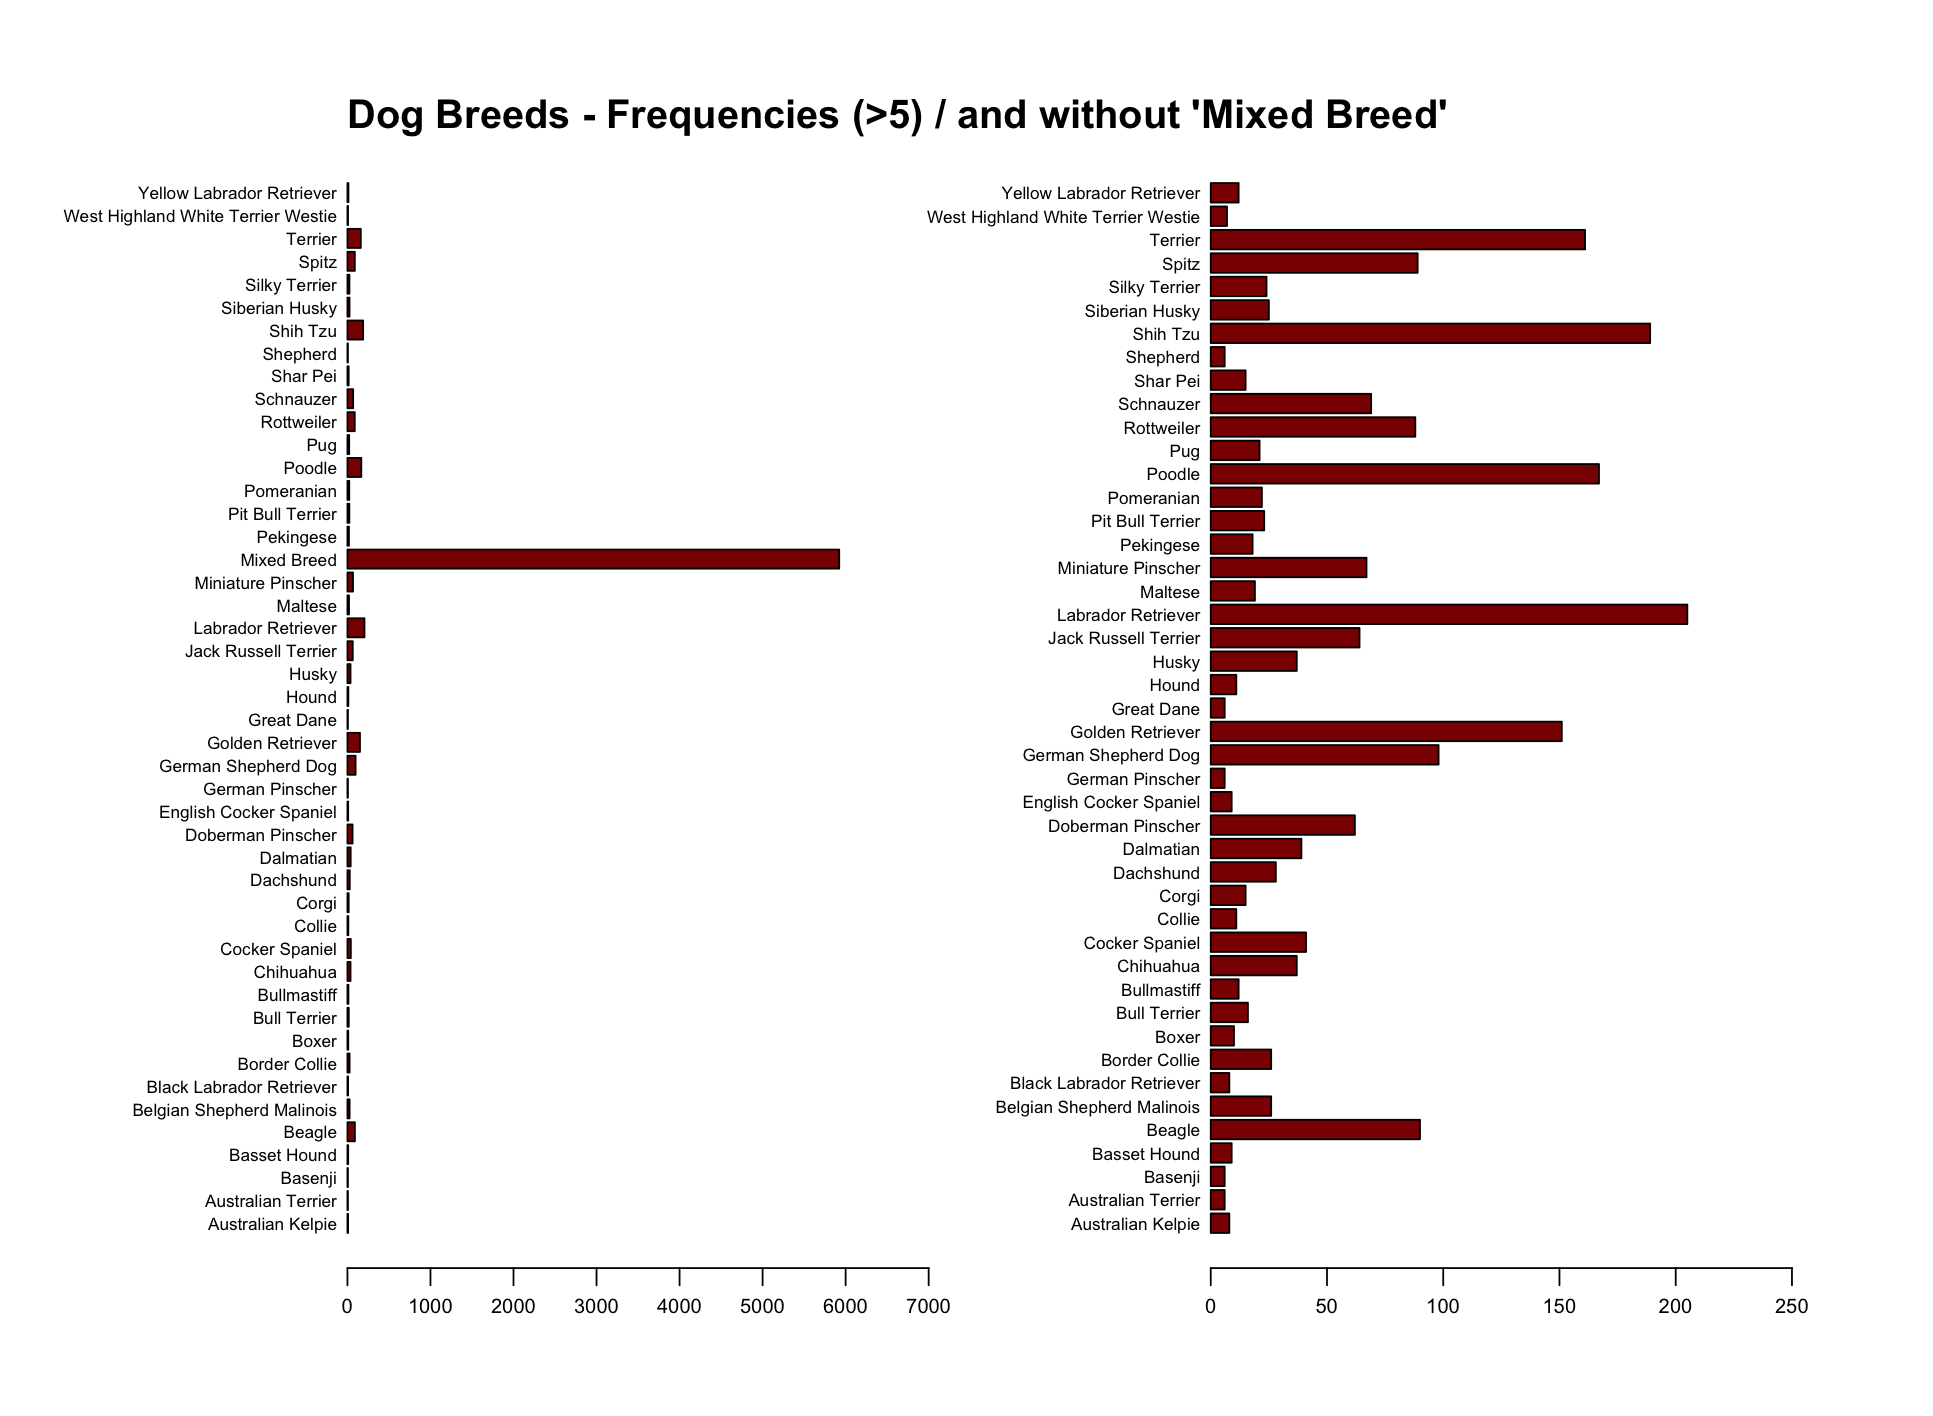 Dog Breeds - Frequencies (>5) / and without 'Mixed Breed'
Yellow Labrador Retriever
West Highland White Terrier Westie
Terrier
Spitz
Silky Terrier
Siberian Husky
Shih Tzu
Shepherd
Shar Pei
Schnauzer
Rottweiler
Pug
Poodle
Pomeranian
Pit Bull Terrier
Pekingese
Mixed Breed
Miniature Pinscher
Maltese
Labrador Retriever
Jack Russell Terrier
Husky
Hound
Great Dane
Golden Retriever
German Shepherd Dog
German Pinscher
English Cocker Spaniel
Doberman Pinscher
Dalmatian
Dachshund
Corgi
Collie
Cocker Spaniel
Chihuahua
Bullmastiff
Bull Terrier
Boxer
Border Collie
Black Labrador Retriever
Belgian Shepherd Malinois
Beagle
Basset Hound
Basenji
Australian Terrier
Australian Kelpie
0 1000 2000 3000 4000 5000 6000 7000
Yellow Labrador Retriever
West Highland White Terrier Westie
Terrier
Spitz
Silky Terrier
Siberian Husky
Shih Tzu
Shepherd
Shar Pei
Schnauzer
Rottweiler
Pug
Poodle
Pomeranian
Pit Bull Terrier
Pekingese
Miniature Pinscher
Maltese
Labrador Retriever
Jack Russell Terrier
Husky
Hound
Great Dane
Golden Retriever
German Shepherd Dog
German Pinscher
English Cocker Spaniel
Doberman Pinscher
Dalmatian
Dachshund
Corgi
Collie
Cocker Spaniel
Chihuahua
Bullmastiff
Bull Terrier
Boxer
Border Collie
Black Labrador Retriever
Belgian Shepherd Malinois
Beagle
Basset Hound
Basenji
Australian Terrier
Australian Kelpie
0 50 100 150 200 250